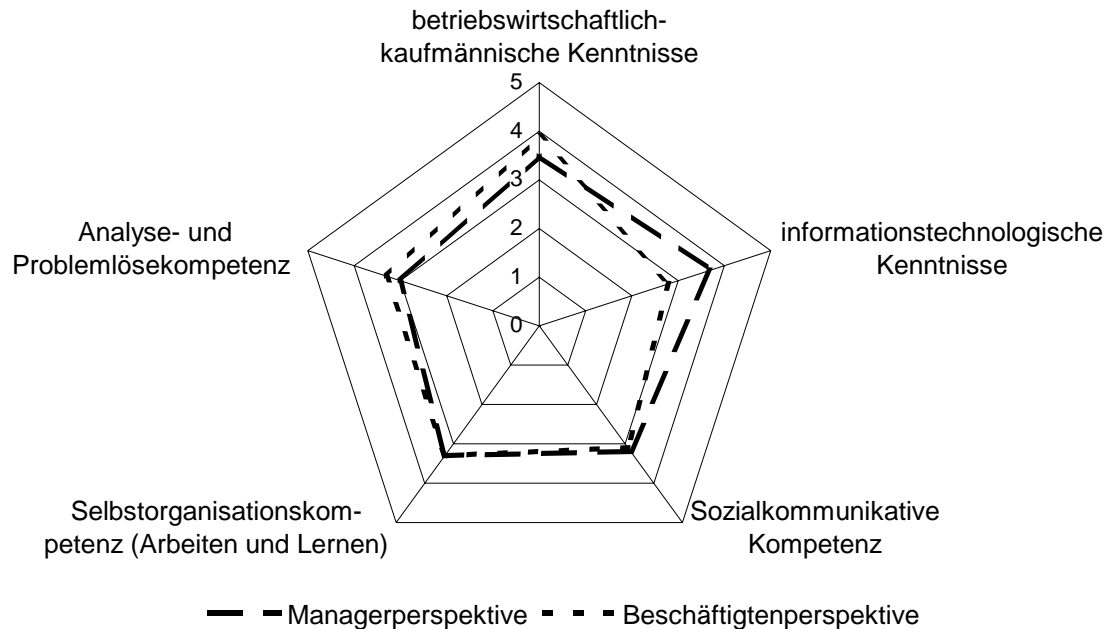 betriebswirtschaftlich-
kaufmännische Kenntnisse
5
4
3
2
1
0
informationstechnologische
Kenntnisse
Sozialkommunikative
Kompetenz
Selbstorganisationskom-
petenz (Arbeiten und Lernen)
Analyse- und
Problemlösekompetenz
Managerperspektive
Beschäftigtenperspektive